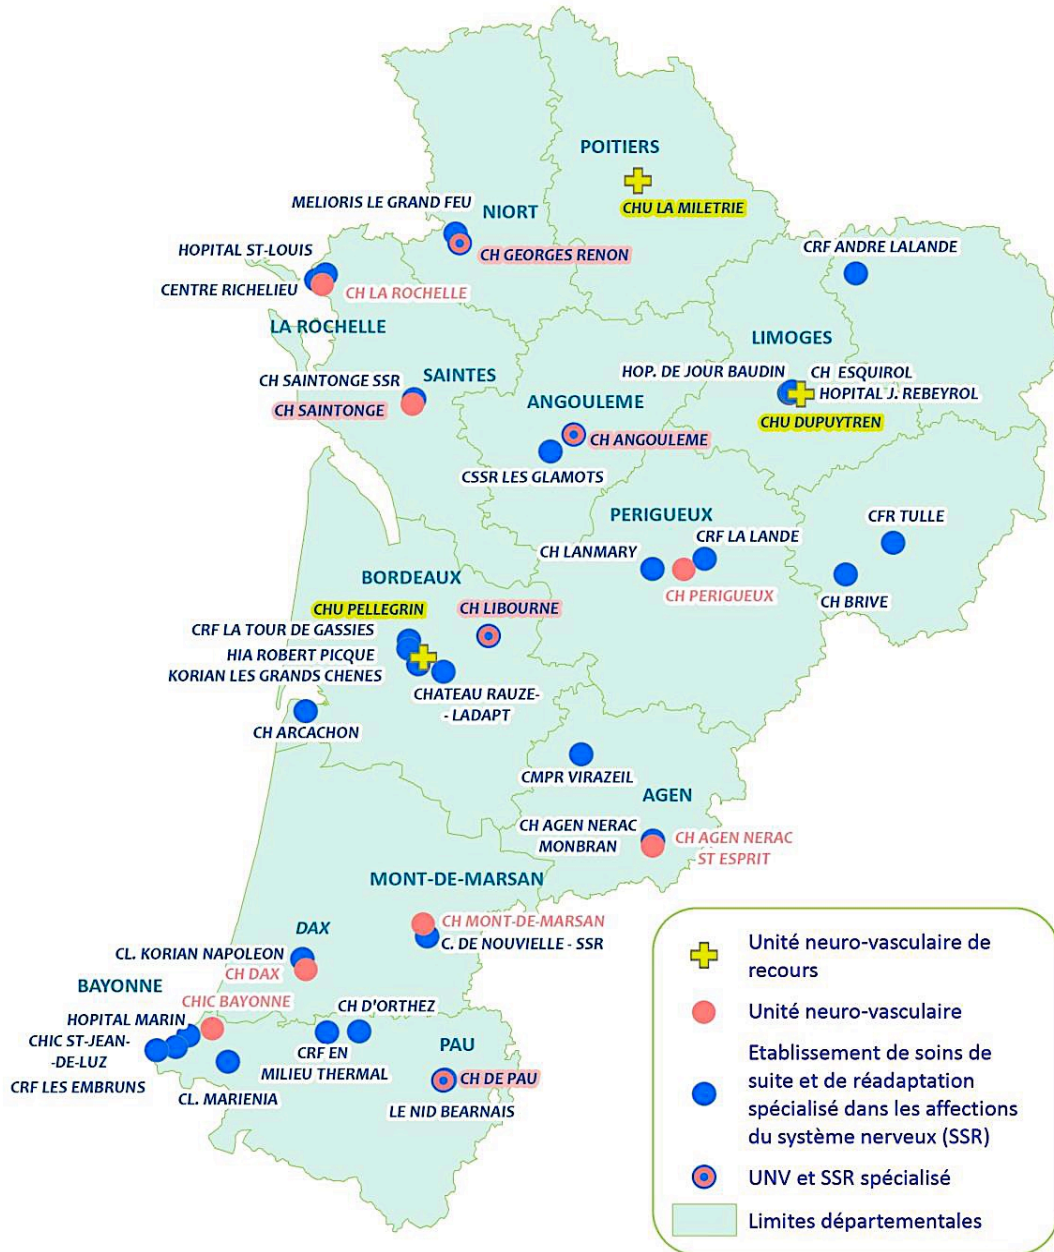 POITIERS
CHU LA MILETRIE
MELIORIS LE GRAND FEU
NIORT
CH GEORGES RENON
HOPITAL ST-LOUIS
CENTRE RICHELIEU
CH LA ROCHELLE
LA ROCHELLE
CRF ANDRE LALANDE
LIMOGES
HOP. DE JOUR BAUDIN
CH ESQUIROL
HOPITAL J. REBEYROL
CHU DUPUYTREN
CH SAINTONGE SSR
SAINTES
CH SAINTONGE
ANGOULEME
CH ANGOULEME
CSSR LES GLAMOTS
PERIGUEUX
CH LANMARY
CRF LA LANDE
CH PERIGUEUX
CFR TULLE
CH BRIVE
BORDEAUX
CHU PELLEGRIN
CH LIBOURNE
CRF LA TOUR DE GASSIES
HIA ROBERT PICQUE
KORIAN LES GRANDS CHENES
CHATEAU RAUZE-
- LADAPT
CH ARCACHON
CMPR VIRAZEIL
AGEN
CH AGEN NERAC
MONBRAN
CH AGEN NERAC
ST ESPRIT
MONT-DE-MARSAN
CH MONT-DE-MARSAN
C. DE NOUVIELLE - SSR
DAX
CL. KORIAN NAPOLEON
CH DAX
BAYONNE
CHIC BAYONNE
HOPITAL MARIN
CHIC ST-JEAN-
-DE-LUZ
CRF LES EMBRUNS
CL. MARIENIA
CH D'ORTHEZ
CRF EN
MILIEU THERMAL
PAU
CH DE PAU
LE NID BEARNAIS
Unité neuro-vasculaire de
recours
Unité neuro-vasculaire
Etablissement de soins de
suite et de réadaptation
spécialisé dans les affections
du système nerveux (SSR)
UNV et SSR spécialisé
Limites départementales